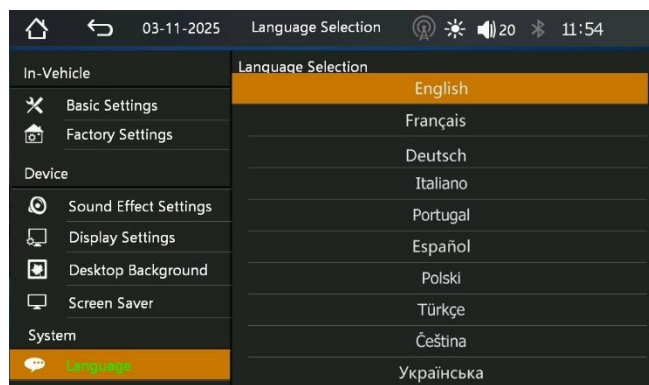 03-11-2025 Language Selection 20 11:54
In-Vehicle
Basic Settings
Factory Settings
Device
Sound Effect Settings
Display Settings
Desktop Background
Screen Saver
System
Language
Language Selection
English
Français
Deutsch
Italiano
Portugal
Español
Polski
Türkçe
Čeština
Українська